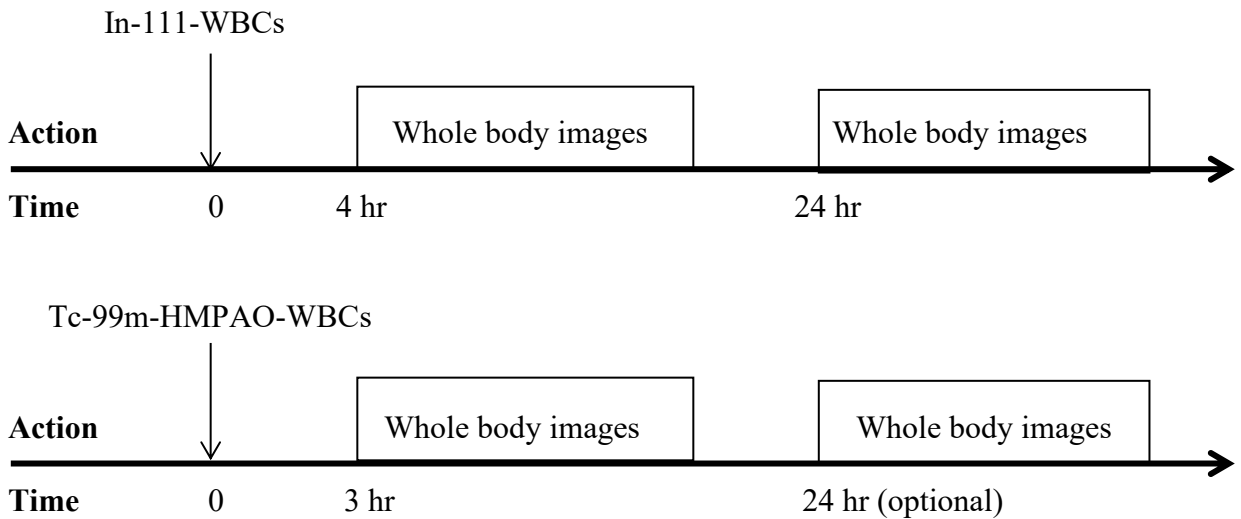 In-111-WBCs
Action Whole body images Whole body images
Time 0 4 hr 24 hr
Tc-99m-HMPAO-WBCs
Action Whole body images Whole body images
Time 0 3 hr 24 hr (optional)